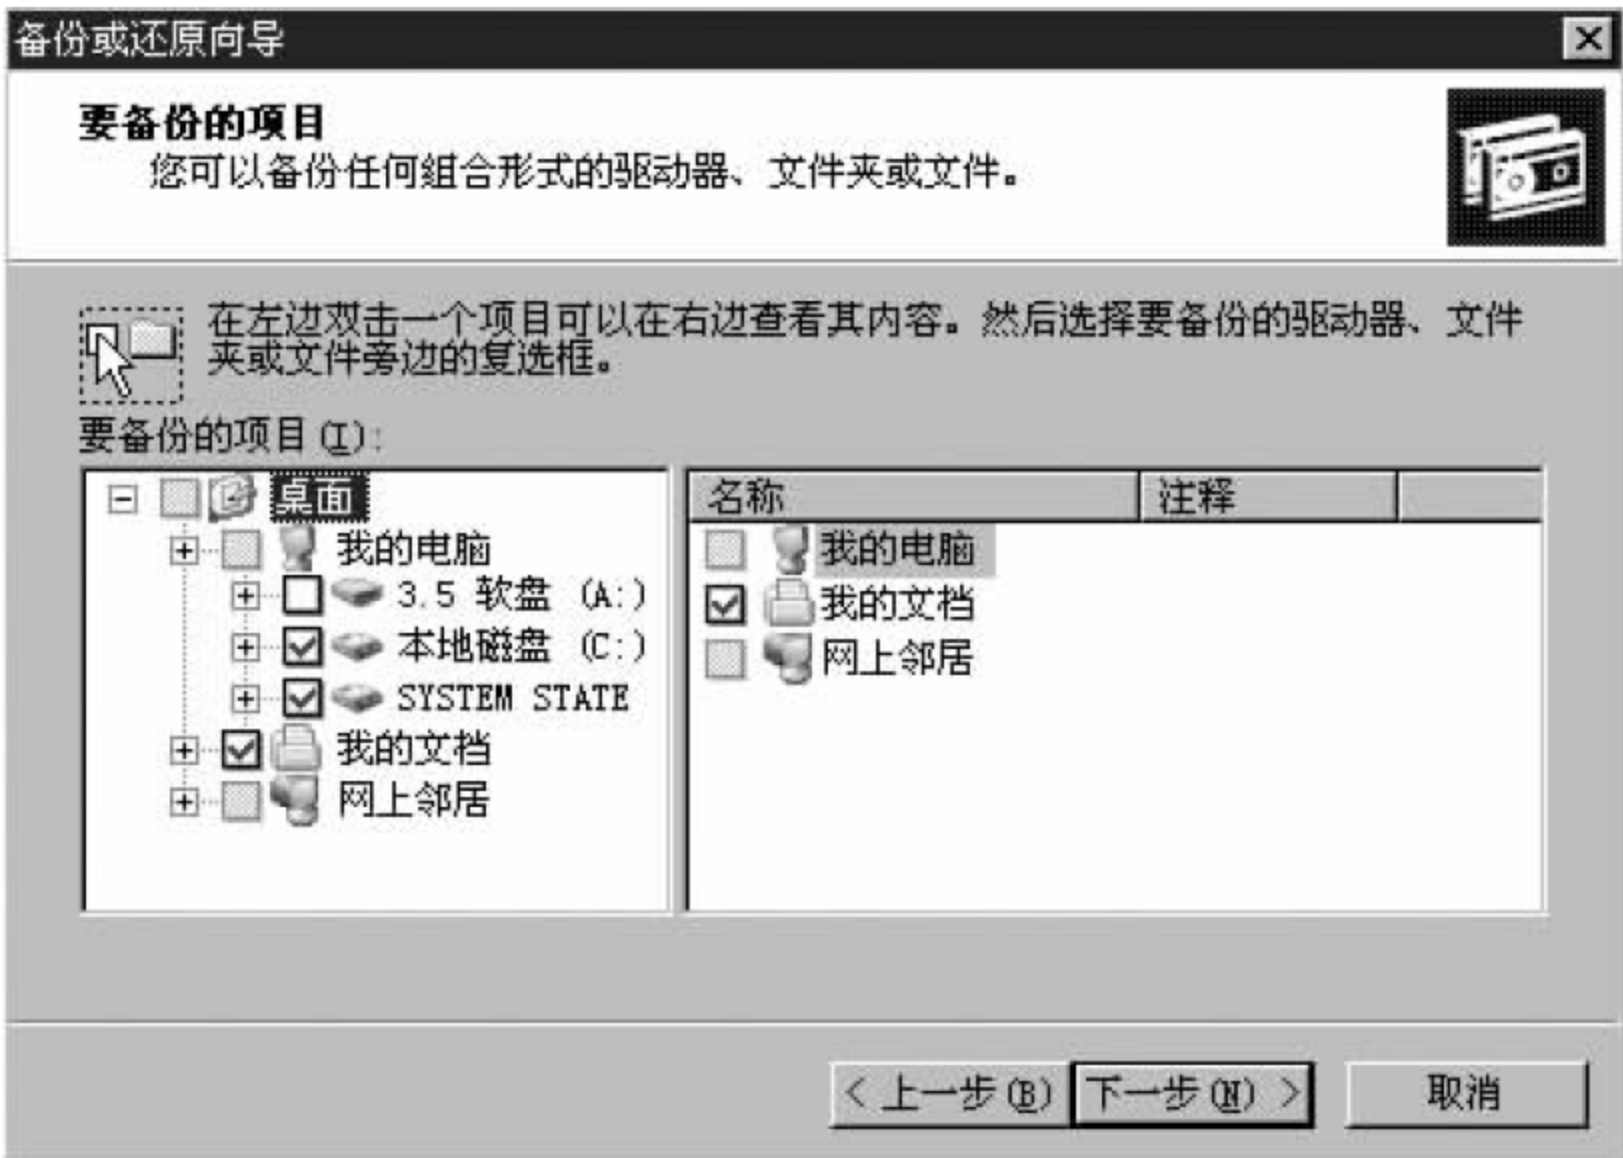 备份或还原向导
要备份的项目
您可以备份任何组合形式的驱动器、文件夹或文件。
在左边双击一个项目可以在右边查看其内容。然后选择要备份的驱动器、文件
夹或文件旁边的复选框。
要备份的项目(I):
桌面
我的电脑
3.5 软盘 (A:)
本地磁盘 (C:)
SYSTEM STATE
我的文档
网上邻居
名称 注释
我的电脑
我的文档
网上邻居
< 上一步(B) 下一步(N) > 取消